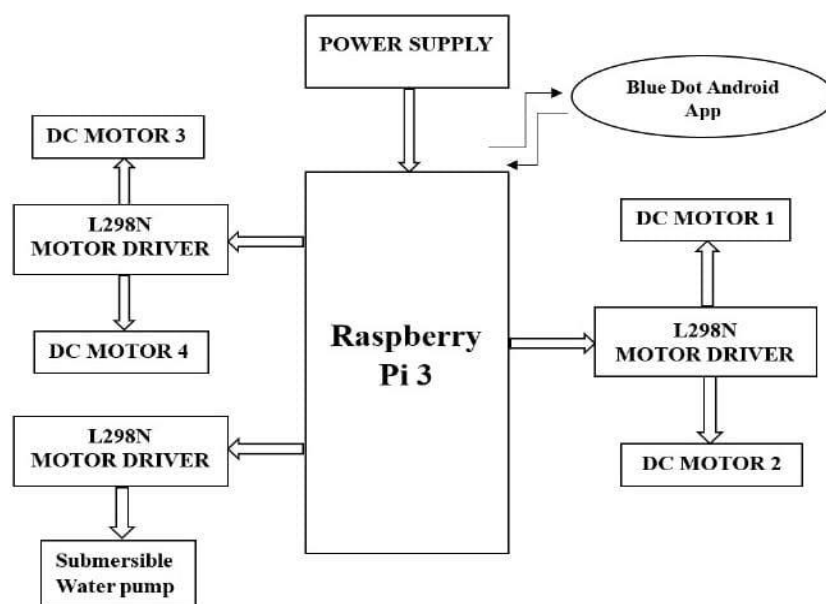 POWER SUPPLY
Blue Dot Android
App
DC MOTOR 3
L298N
MOTOR DRIVER
DC MOTOR 4
L298N
MOTOR DRIVER
Submersible
Water pump
Raspberry
Pi 3
DC MOTOR 1
L298N
MOTOR DRIVER
DC MOTOR 2